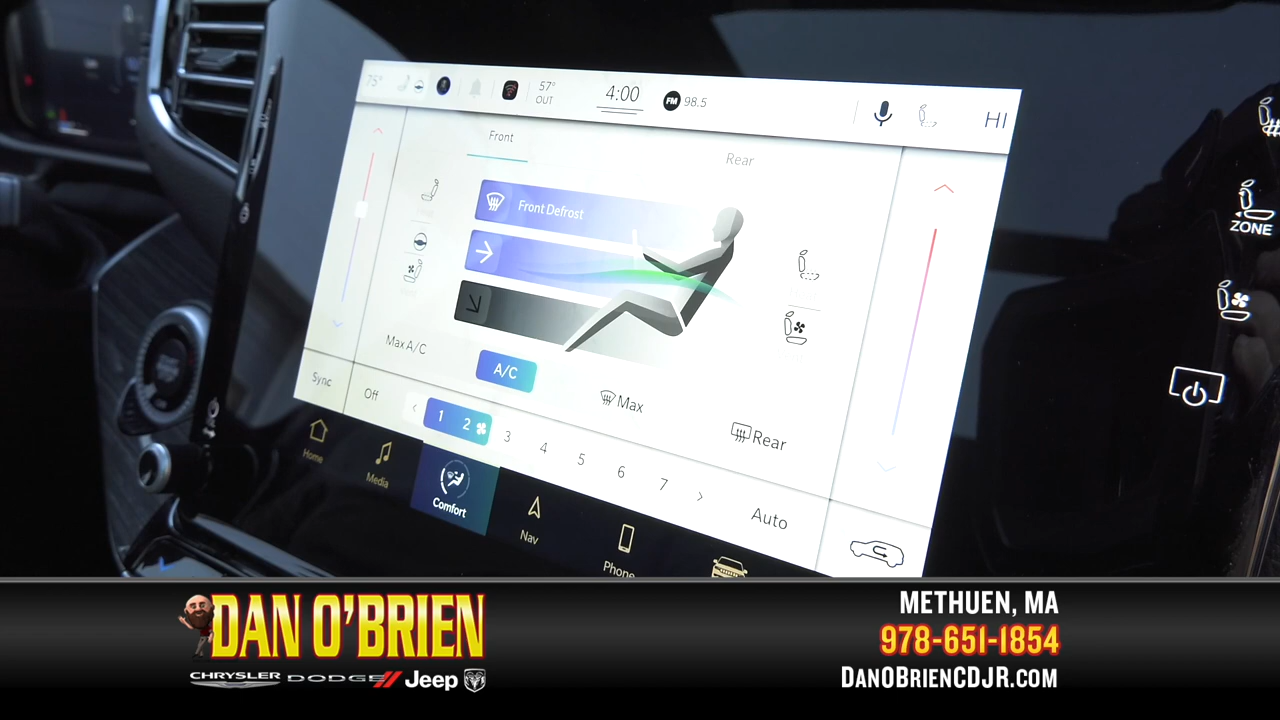 75°
57°
OUT
4:00
FM 98.5
HI
Front
Rear
Front Defrost
Max A/C
A/C
Max
Rear
Sync
Off
1 2 3 4 5 6 7
Auto
Home
Media
Comfort
Nav
Phone
ZONE
DAN O'BRIEN
CHRYSLER DODGE Jeep
METHUEN, MA
978-651-1854
DANOBRIENCDJR.COM